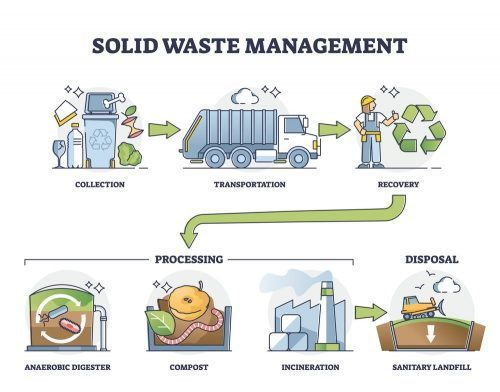 SOLID WASTE MANAGEMENT
COLLECTION
TRANSPORTATION
RECOVERY
PROCESSING
DISPOSAL
ANAEROBIC DIGESTER
COMPOST
INCINERATION
SANITARY LANDFILL